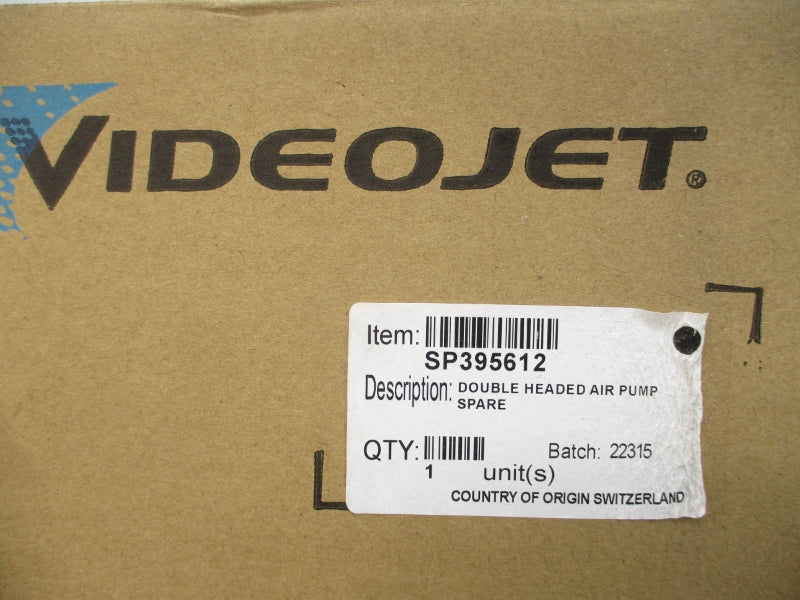 VIDEOJET®
Item:
SP395612
Description: DOUBLE HEADED AIR PUMP
SPARE
QTY: Batch: 22315
1 unit(s)
COUNTRY OF ORIGIN SWITZERLAND